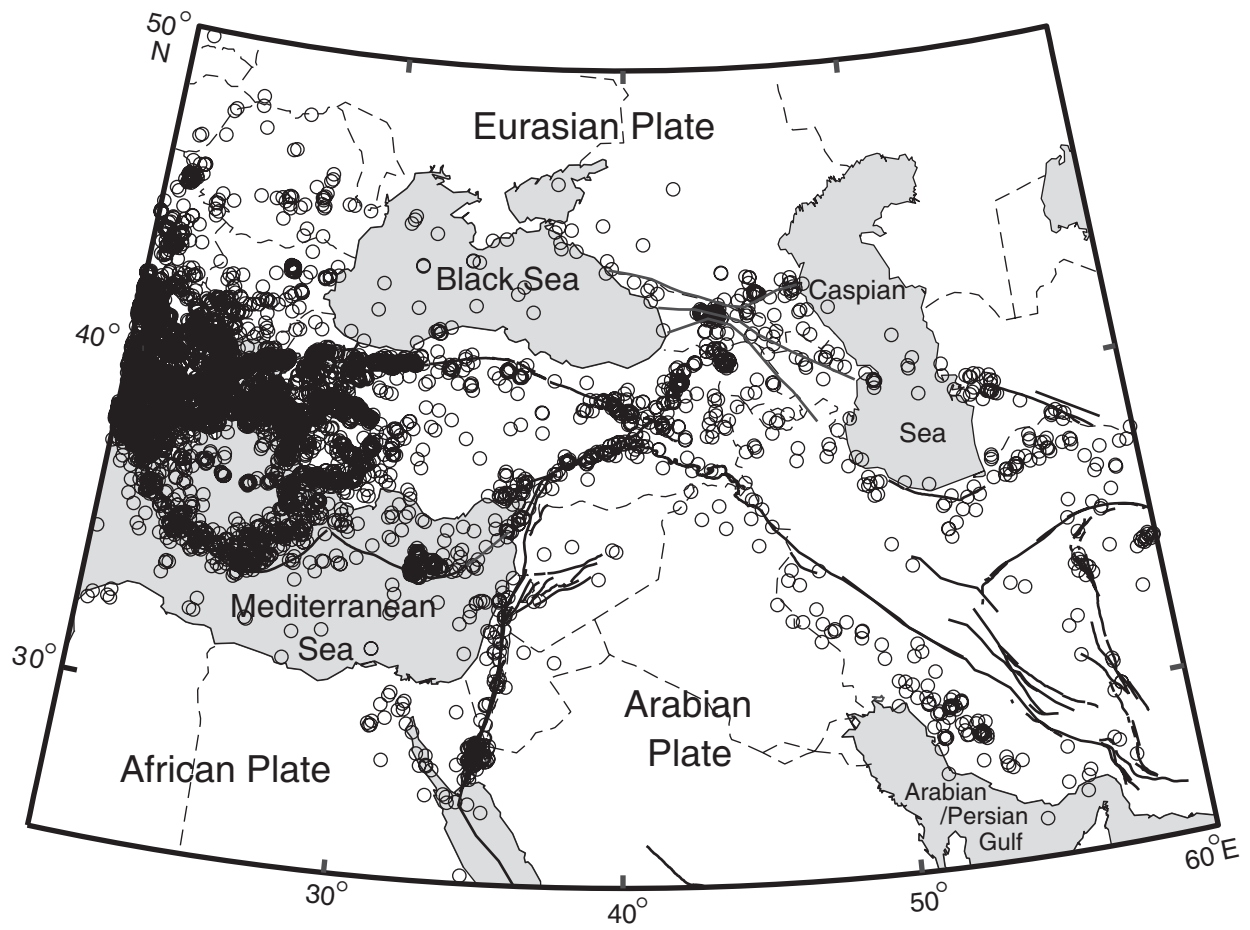 50°
N
Eurasian Plate
Black Sea
Caspian
40°
Sea
Mediterranean
Sea
30°
Arabian
Plate
African Plate
Arabian
/Persian
Gulf
60°E
30°
40°
50°